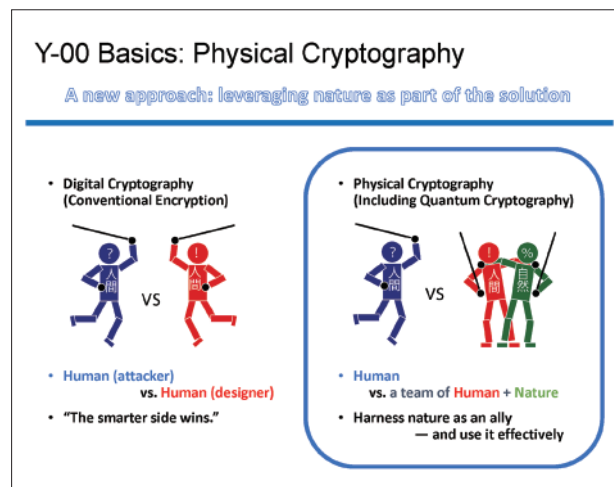 Y-00 Basics: Physical Cryptography
A new approach: leveraging nature as part of the solution
• Digital Cryptography
(Conventional Encryption)
?
人間
VS
!
人間
• Human (attacker)
vs. Human (designer)
• “The smarter side wins.”
• Physical Cryptography
(Including Quantum Cryptography)
?
人間
VS
!
人間
%
自然
• Human
vs. a team of Human + Nature
• Harness nature as an ally
— and use it effectively